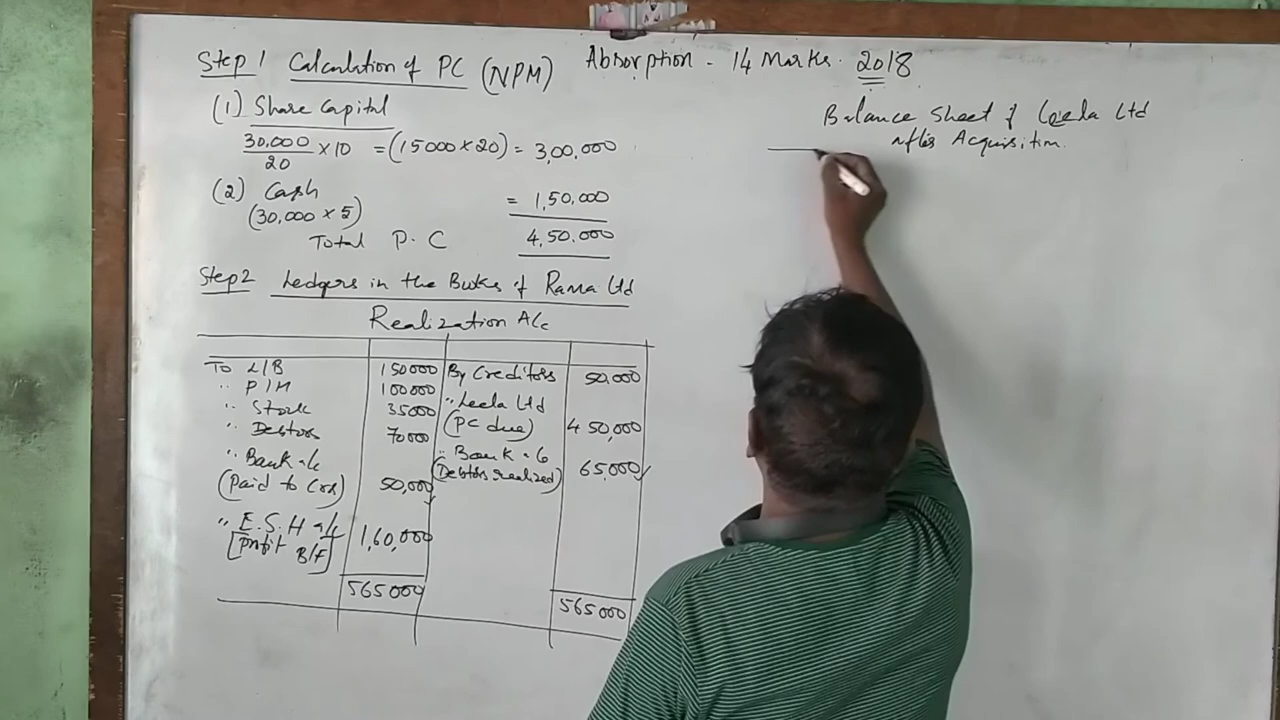 Step 1 Calculation of PC (NPM)
Absorption - 14 Marks. 2018
(1) Share Capital
30,000/20 × 10 = (15000 × 20) = 3,00,000
(2) Cash
(30,000 × 5) = 1,50,000
Total P.C 4,50,000
Step 2 Ledgers in the Books of Rama Ltd
Realization A/c
To L/B 150000 By Creditors 50,000
" P/M 100000 " Leela Ltd
" Stock 35000 (PC due) 450,000
" Debtors 70000
" Bank a/c " Bank a/c
(Paid to Crs) 50,000 (Debtors realized) 65,000
" E.S.H a/c 1,60,000
[Profit B/F]
565000 565000
Balance Sheet of Leela Ltd
after Acquisition.